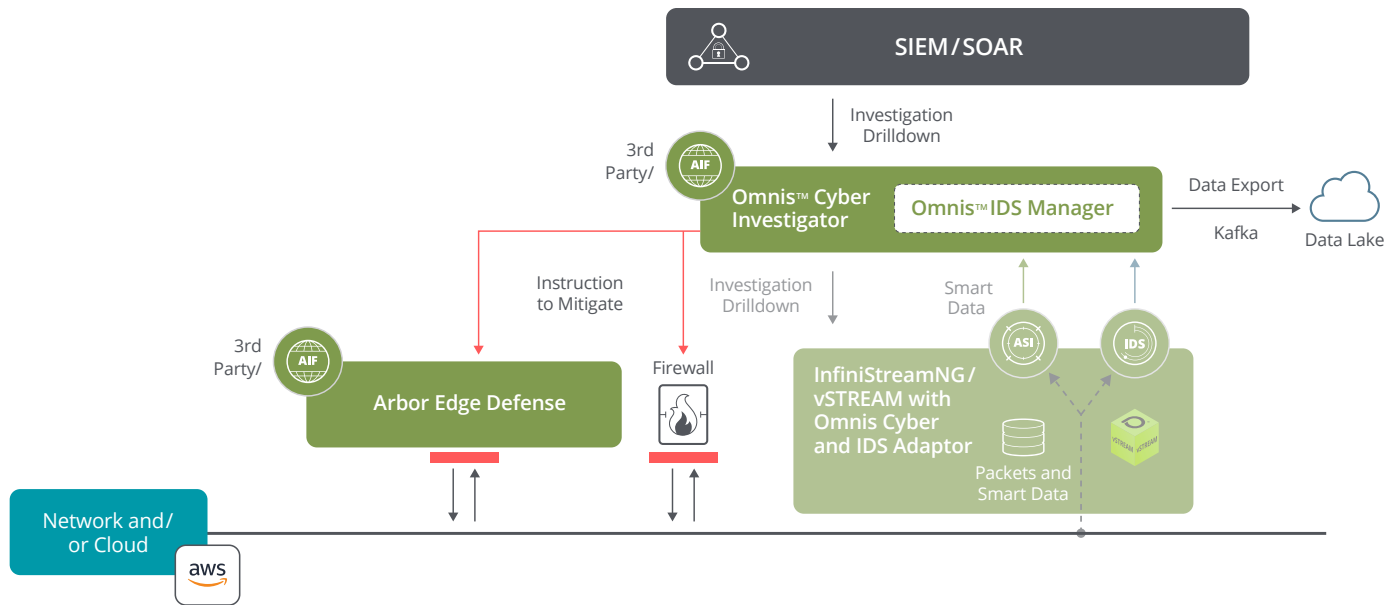 SIEM/SOAR
Investigation
Drilldown
3rd
Party/
AIF
Omnis™ Cyber
Investigator
Omnis™ IDS Manager
Data Export
Kafka
Data Lake
Instruction
to Mitigate
Investigation
Drilldown
Smart
Data
3rd
Party/
AIF
Arbor Edge Defense
Firewall
ASI
IDS
InfiniStreamNG/
vSTREAM with
Omnis Cyber
and IDS Adaptor
vSTREAM
vSTREAM
Packets and
Smart Data
Network and/
or Cloud
aws